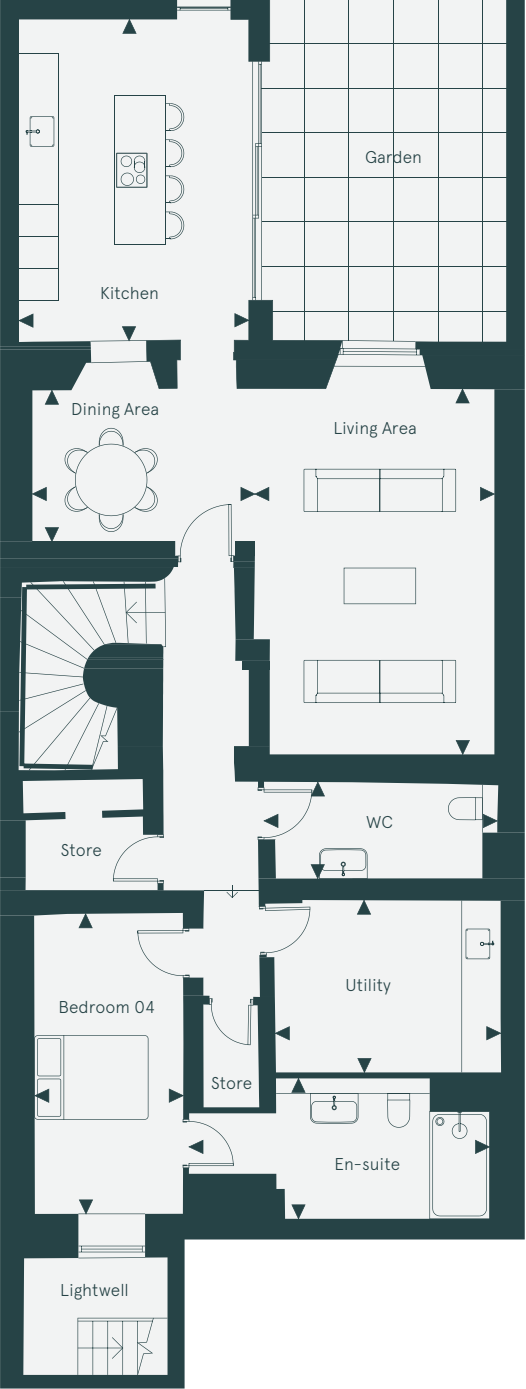 Garden
Kitchen
Dining Area
Living Area
WC
Store
Utility
Bedroom 04
Store
En-suite
Lightwell